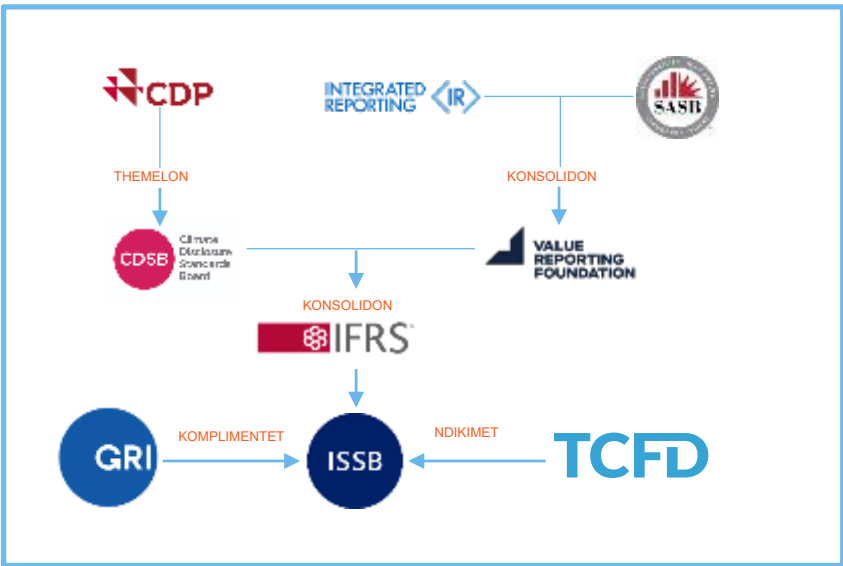 CDP
INTEGRATED
REPORTING
<IR>
SASB
THEMELON
KONSOLIDON
CDSB
Climate
Disclosure
Standards
Board
VALUE
REPORTING
FOUNDATION
KONSOLIDON
IFRS
GRI
KOMPLIMENTET
ISSB
NDIKIMET
TCFD